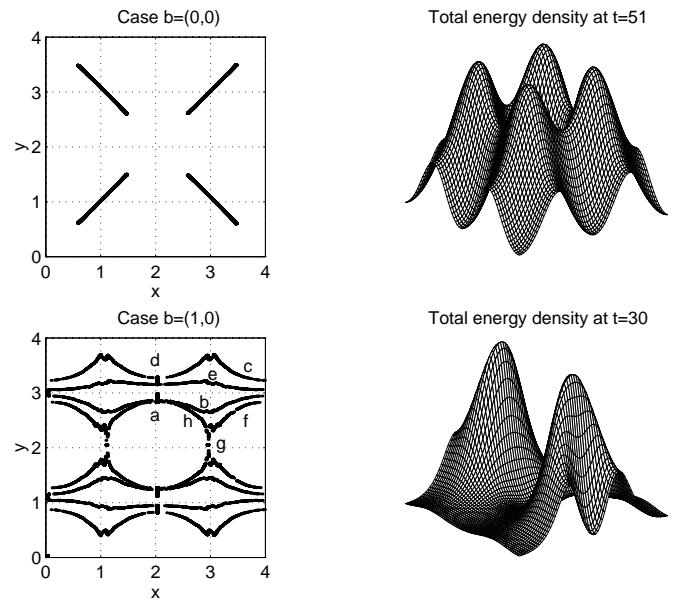 Case b=(0,0)
4
3
2
1
0
y
0 1 2 3 4
x
Total energy density at t=51
Case b=(1,0)
4
3
2
1
0
y
d
c
e
a
b
h
f
g
0 1 2 3 4
x
Total energy density at t=30